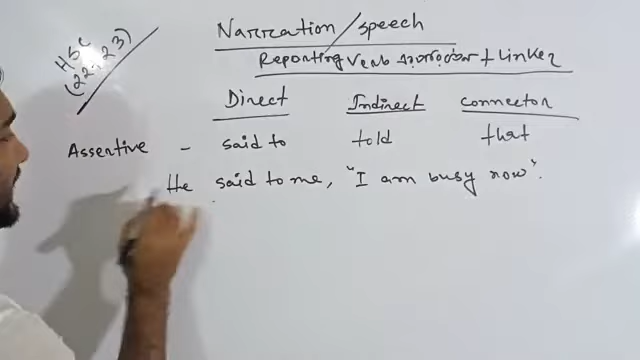 HSC
(22, 23)
Narration/speech
Reporting Verb রূপান্তর + Linker
Direct Indirect Connector
Assertive - said to told that
He said to me, "I am busy now".